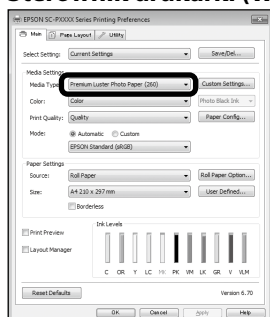 EPSON SC-PXXXX Series Printing Preferences
Main Page Layout Utility
Select Setting: Current Settings Save/Del...
Media Settings
Media Type: Premium Luster Photo Paper (260) Custom Settings...
Color: Color Photo Black Ink
Print Quality: Quality Paper Config...
Mode: Automatic Custom
EPSON Standard (sRGB)
Paper Settings
Source: Roll Paper Roll Paper Option...
Size: A4 210 x 297 mm User Defined...
Borderless
Ink Levels
Print Preview
Layout Manager
C OR Y LC MK PK VM LK GR V VLM
Reset Defaults Version 6.70
OK Cancel Apply Help